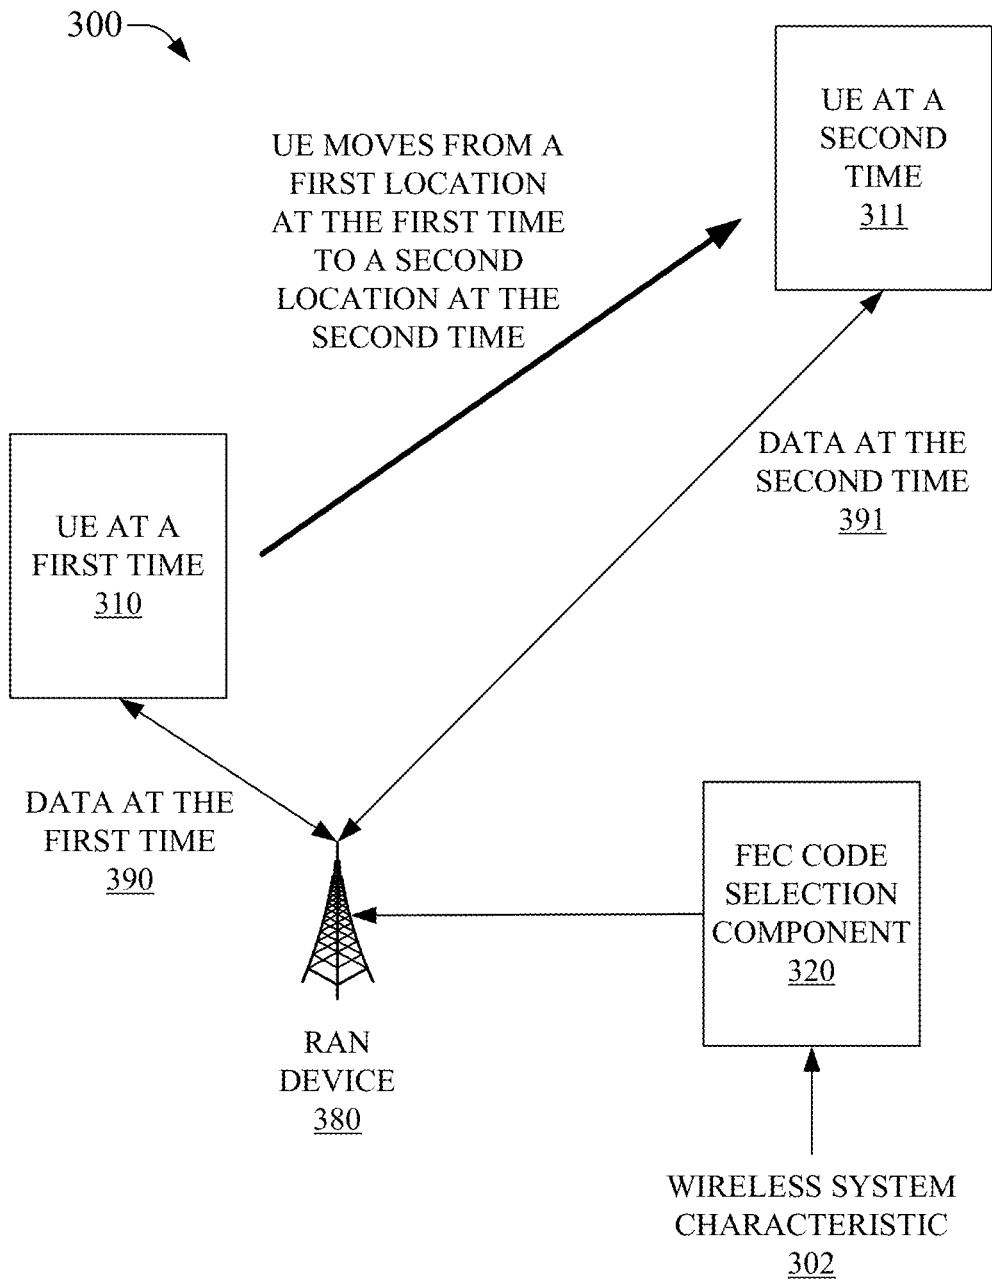 300
UE AT A
SECOND
TIME
311
UE MOVES FROM A
FIRST LOCATION
AT THE FIRST TIME
TO A SECOND
LOCATION AT THE
SECOND TIME
DATA AT THE
SECOND TIME
391
UE AT A
FIRST TIME
310
DATA AT THE
FIRST TIME
390
FEC CODE
SELECTION
COMPONENT
320
RAN
DEVICE
380
WIRELESS SYSTEM
CHARACTERISTIC
302